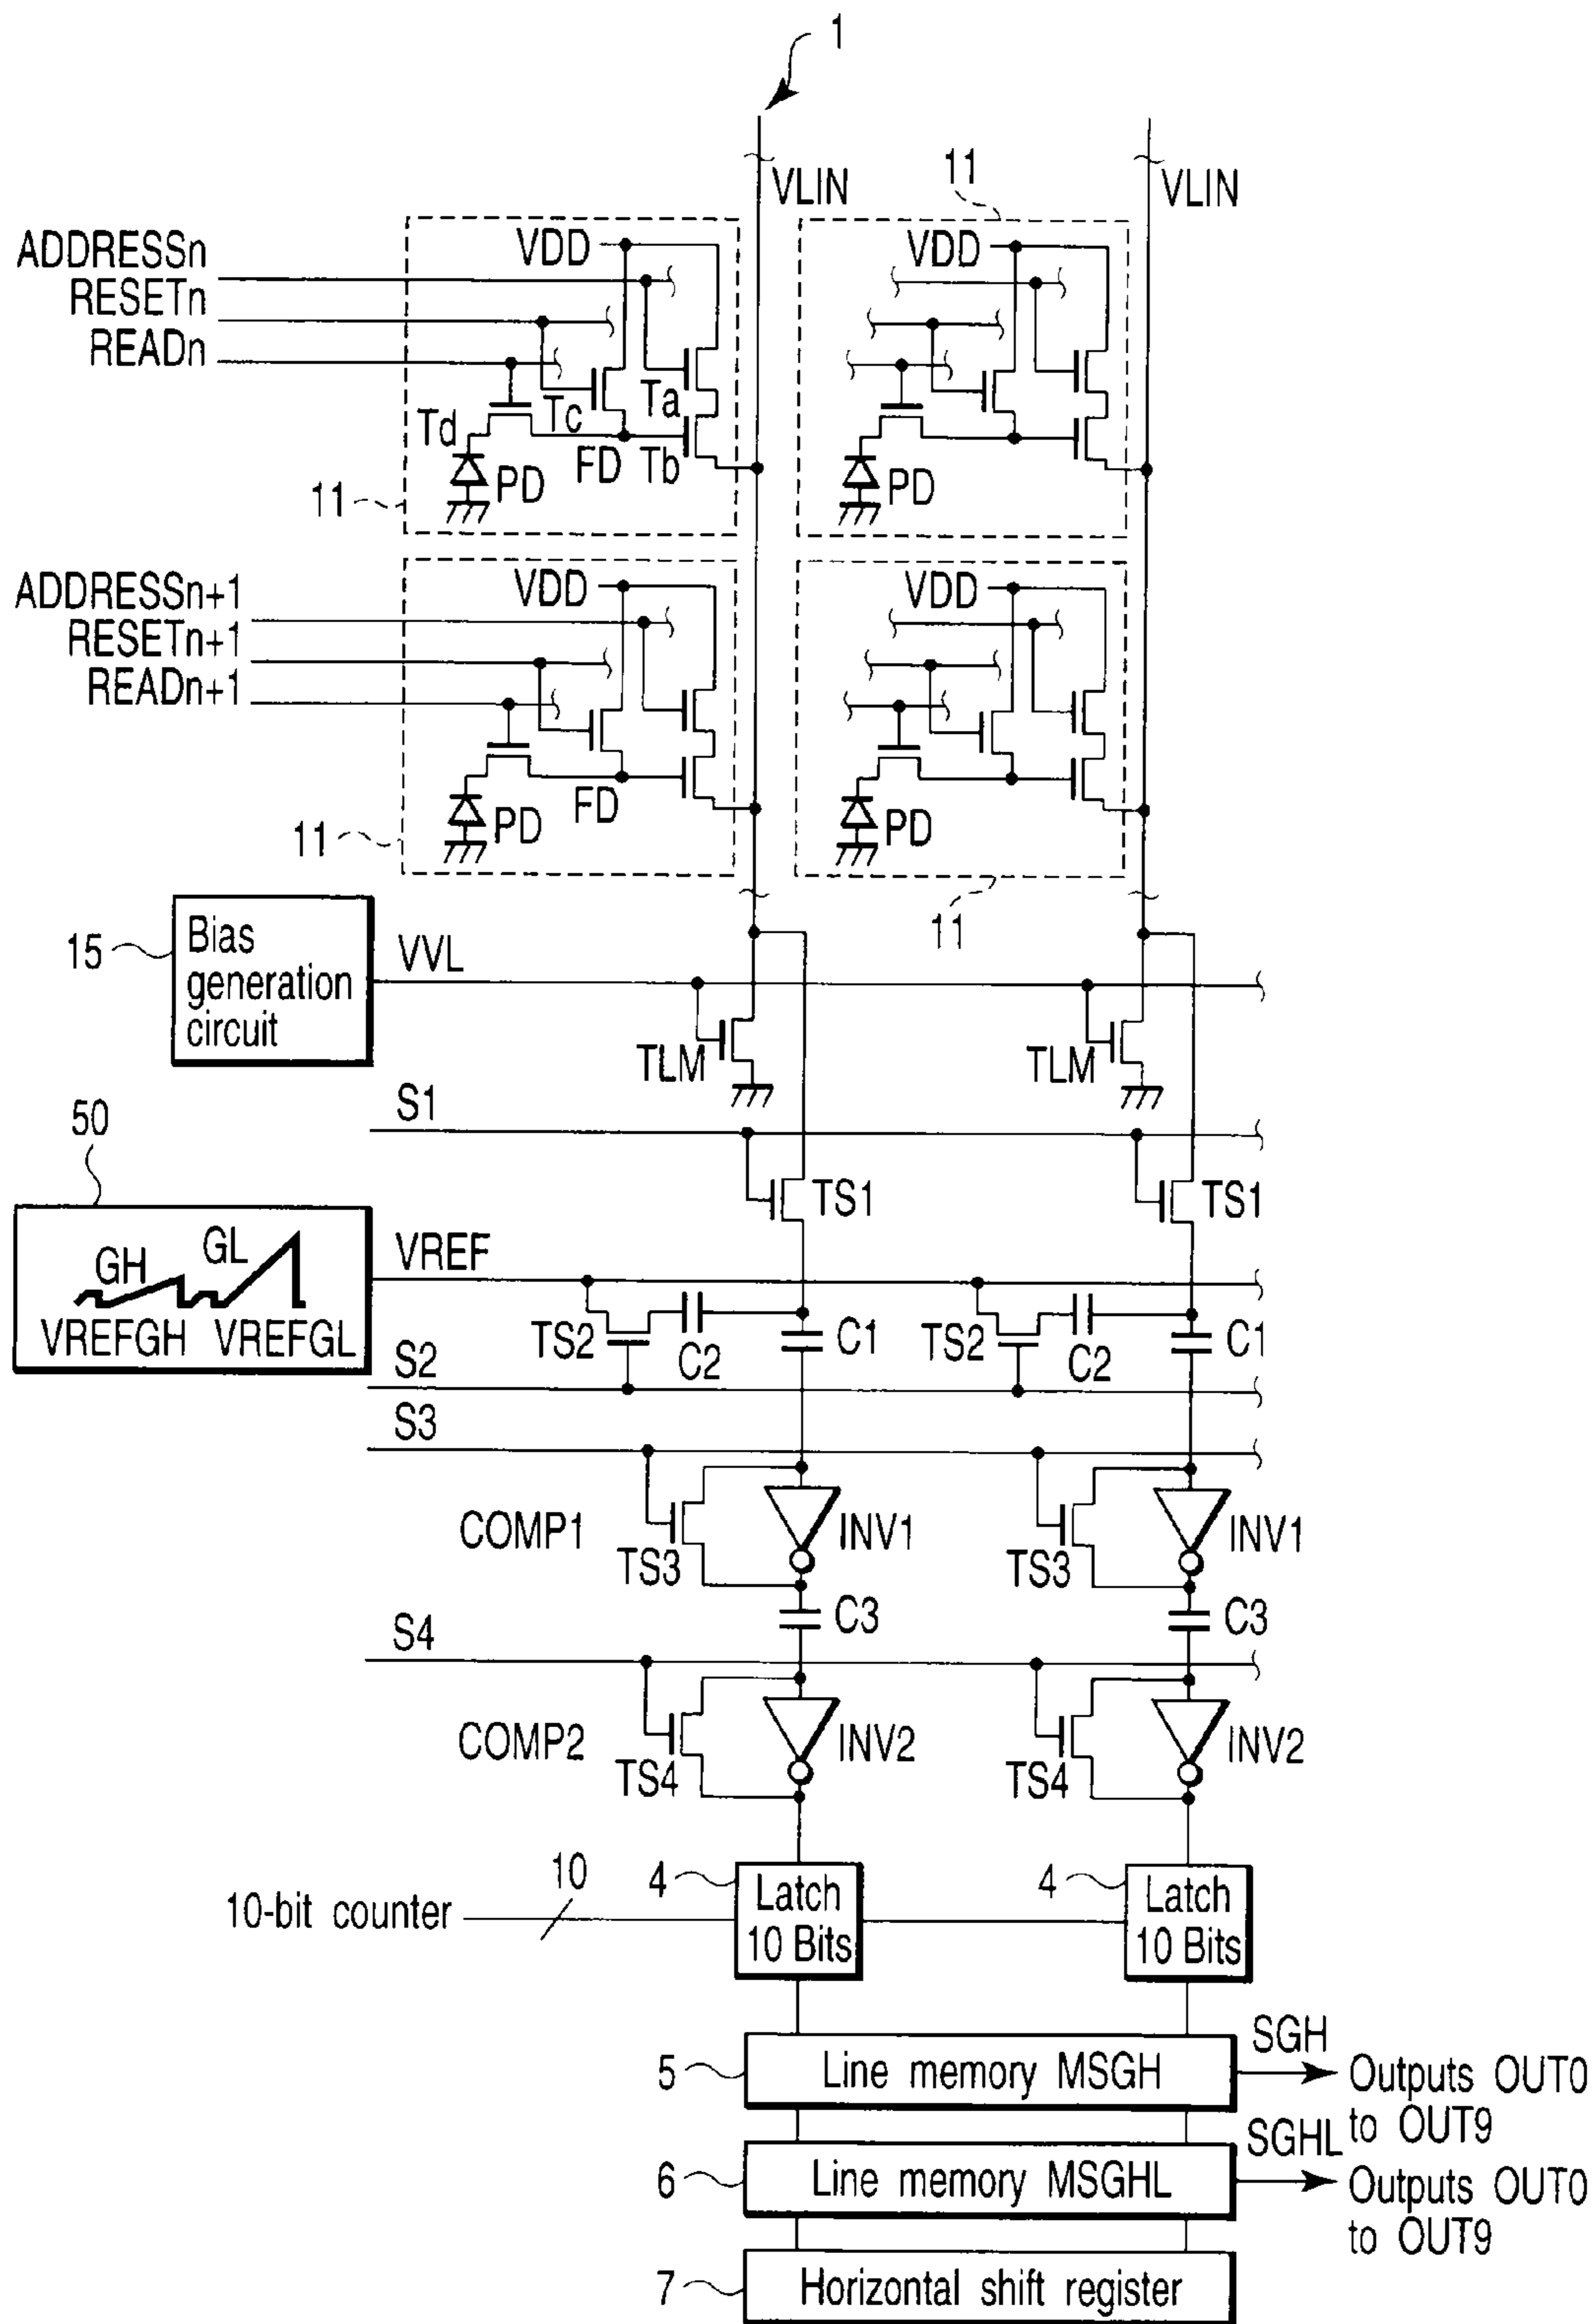 1
VLIN
11
VLIN
ADDRESSn
VDD
VDD
RESETn
READn
Td
Tc
Ta
PD
FD
Tb
PD
11
ADDRESSn+1
VDD
VDD
RESETn+1
READn+1
PD
FD
PD
11
11
15
Bias
generation
circuit
VVL
TLM
TLM
S1
50
TS1
TS1
GH
GL
VREF
VREFGH
VREFGL
TS2
C2
C1
TS2
C2
C1
S2
S3
COMP1
TS3
INV1
TS3
INV1
C3
C3
S4
COMP2
TS4
INV2
TS4
INV2
10-bit counter
10
4
Latch
10 Bits
4
Latch
10 Bits
5
Line memory MSGH
SGH
Outputs OUT0
to OUT9
6
Line memory MSGHL
SGHL
Outputs OUT0
to OUT9
7
Horizontal shift register